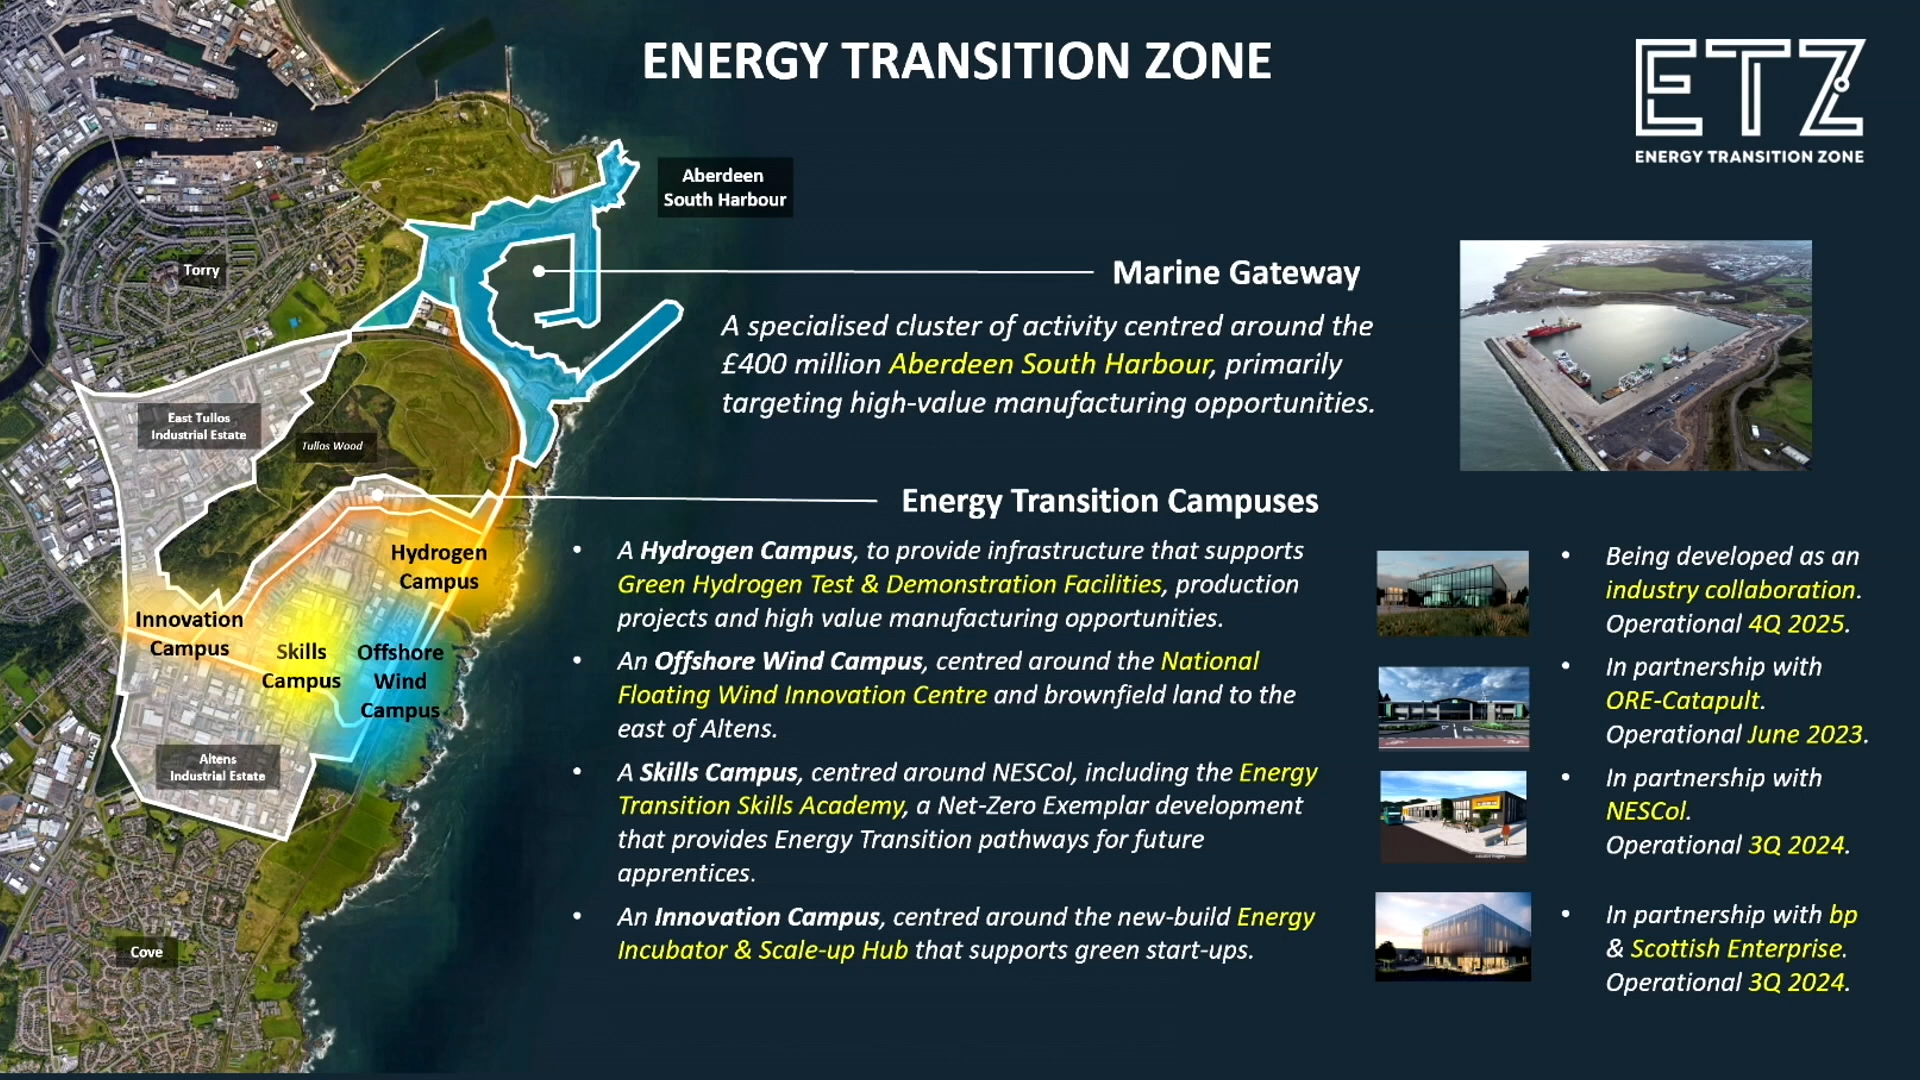 ENERGY TRANSITION ZONE
ETZ
ENERGY TRANSITION ZONE
Aberdeen
South Harbour
Torry
East Tullos
Industrial Estate
Tullos Wood
Hydrogen
Campus
Innovation
Campus
Skills
Campus
Offshore
Wind
Campus
Altens
Industrial Estate
Cove
Marine Gateway
A specialised cluster of activity centred around the
£400 million Aberdeen South Harbour, primarily
targeting high-value manufacturing opportunities.
Energy Transition Campuses
• A Hydrogen Campus, to provide infrastructure that supports
Green Hydrogen Test & Demonstration Facilities, production
projects and high value manufacturing opportunities.
• An Offshore Wind Campus, centred around the National
Floating Wind Innovation Centre and brownfield land to the
east of Altens.
• A Skills Campus, centred around NESCol, including the Energy
Transition Skills Academy, a Net-Zero Exemplar development
that provides Energy Transition pathways for future
apprentices.
• An Innovation Campus, centred around the new-build Energy
Incubator & Scale-up Hub that supports green start-ups.
• Being developed as an
industry collaboration.
Operational 4Q 2025.
• In partnership with
ORE-Catapult.
Operational June 2023.
• In partnership with
NESCol.
Operational 3Q 2024.
• In partnership with bp
& Scottish Enterprise.
Operational 3Q 2024.